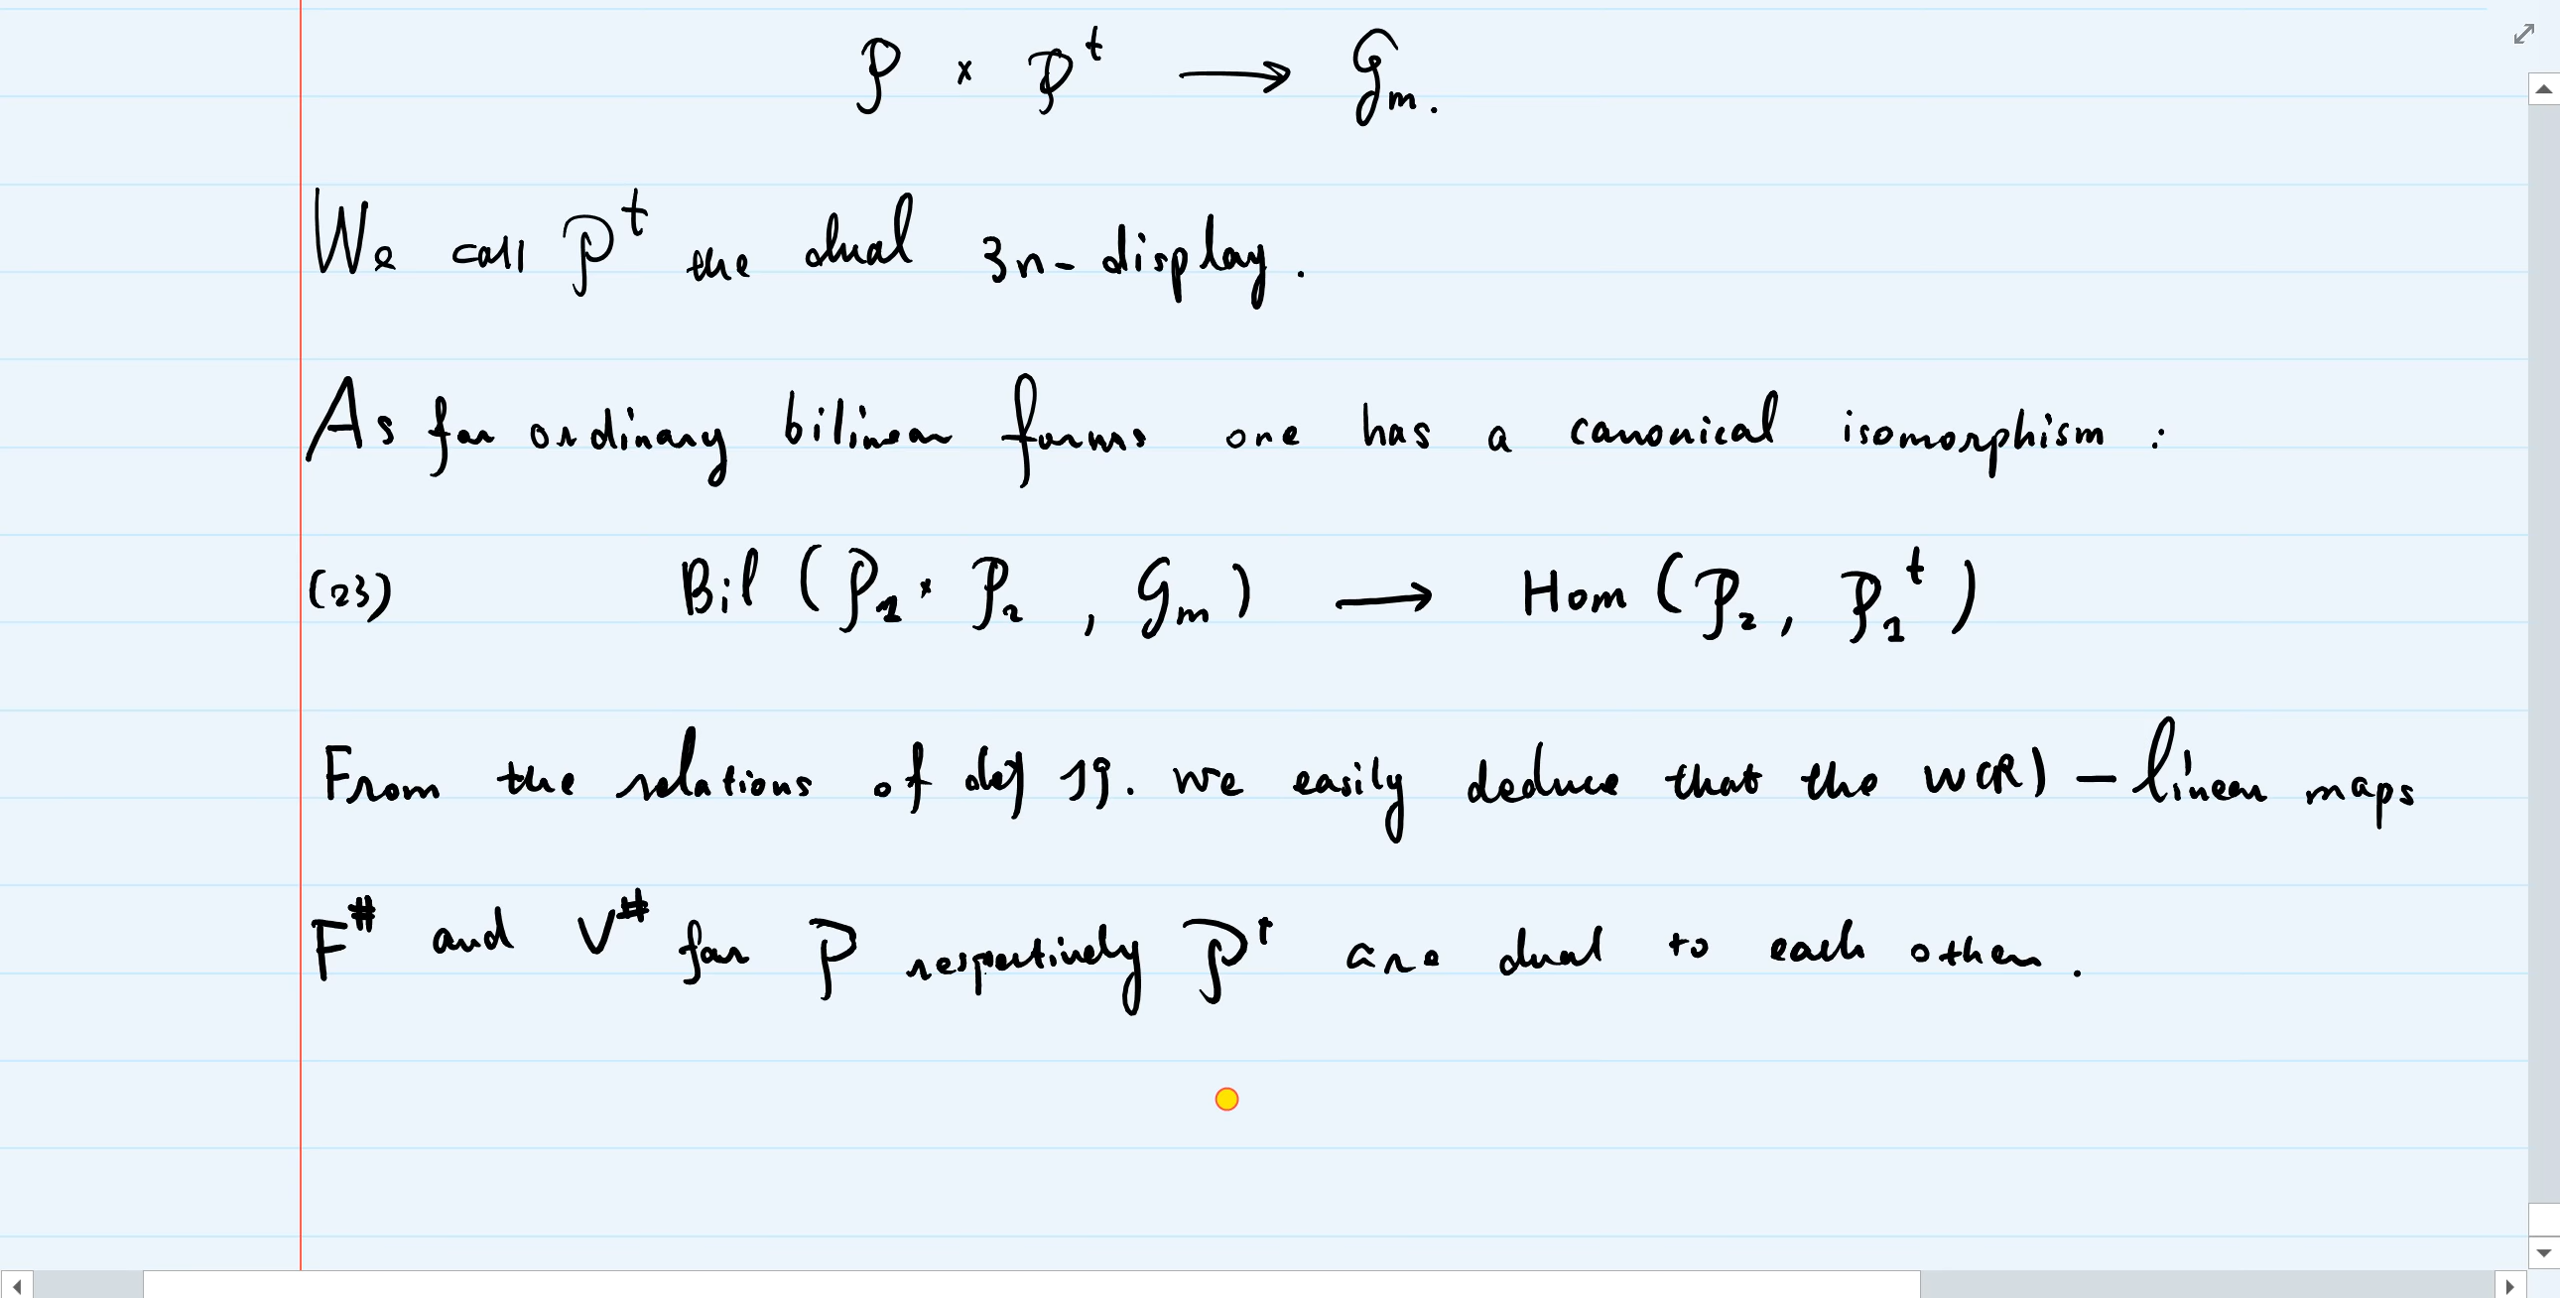 𝒫 × 𝒫^t ⟶ 𝒢_m.
We call 𝒫^t the dual 3n-display.
As for ordinary bilinear forms one has a canonical isomorphism :
(23) Bil (𝒫_1 × 𝒫_2 , 𝒢_m) ⟶ Hom (𝒫_2, 𝒫_1^t)
From the relations of def 19. we easily deduce that the W(R) – linear maps
F^# and V^# for 𝒫 respectively 𝒫^t are dual to each other.